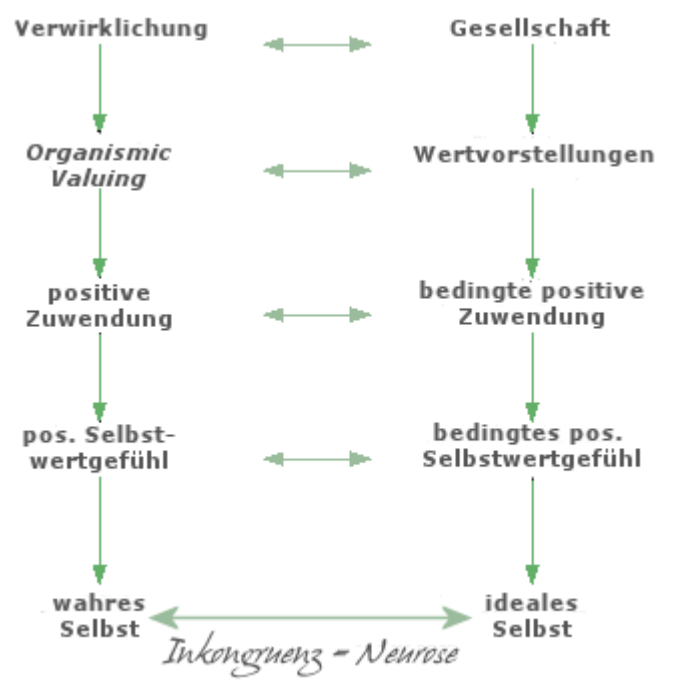 Verwirklichung
Gesellschaft
Organismic
Valuing
Wertvorstellungen
positive
Zuwendung
bedingte positive
Zuwendung
pos. Selbst-
wertgefühl
bedingtes pos.
Selbstwertgefühl
wahres
Selbst
ideales
Selbst
Inkongruenz = Neurose